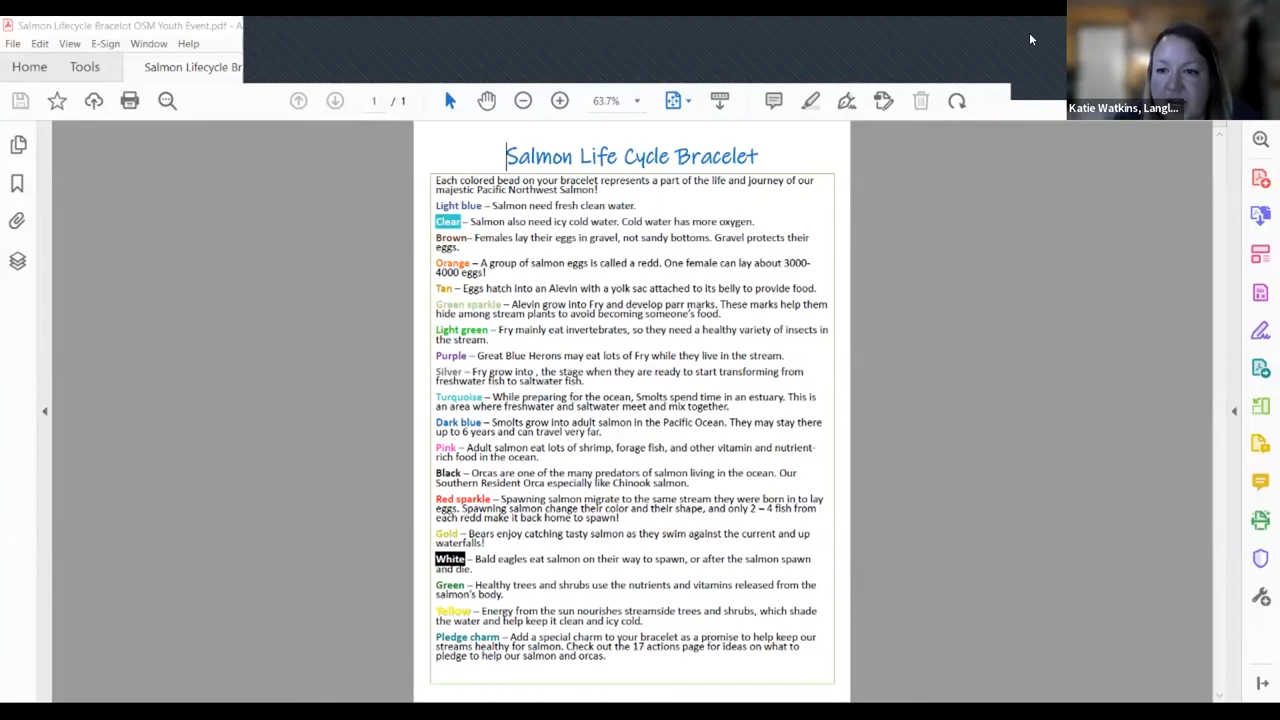 Salmon Lifecycle Bracelot OSM Youth Event.pdf - A
File Edit View E-Sign Window Help
Home Tools Salmon Lifecycle Br
1 / 1 63.7%
Katie Watkins, Langl...
Salmon Life Cycle Bracelet
Each colored bead on your bracelet represents a part of the life and journey of our
majestic Pacific Northwest Salmon!
Light blue – Salmon need fresh clean water.
Clear – Salmon also need icy cold water. Cold water has more oxygen.
Brown– Females lay their eggs in gravel, not sandy bottoms. Gravel protects their
eggs.
Orange – A group of salmon eggs is called a redd. One female can lay about 3000-
4000 eggs!
Tan – Eggs hatch into an Alevin with a yolk sac attached to its belly to provide food.
Green sparkle – Alevin grow into Fry and develop parr marks. These marks help them
hide among stream plants to avoid becoming someone's food.
Light green – Fry mainly eat invertebrates, so they need a healthy variety of insects in
the stream.
Purple – Great Blue Herons may eat lots of Fry while they live in the stream.
Silver – Fry grow into , the stage when they are ready to start transforming from
freshwater fish to saltwater fish.
Turquoise – While preparing for the ocean, Smolts spend time in an estuary. This is
an area where freshwater and saltwater meet and mix together.
Dark blue – Smolts grow into adult salmon in the Pacific Ocean. They may stay there
up to 6 years and can travel very far.
Pink – Adult salmon eat lots of shrimp, forage fish, and other vitamin and nutrient-
rich food in the ocean.
Black – Orcas are one of the many predators of salmon living in the ocean. Our
Southern Resident Orca especially like Chinook salmon.
Red sparkle – Spawning salmon migrate to the same stream they were born in to lay
eggs. Spawning salmon change their color and their shape, and only 2 – 4 fish from
each redd make it back home to spawn!
Gold – Bears enjoy catching tasty salmon as they swim against the current and up
waterfalls!
White – Bald eagles eat salmon on their way to spawn, or after the salmon spawn
and die.
Green – Healthy trees and shrubs use the nutrients and vitamins released from the
salmon's body.
Yellow – Energy from the sun nourishes streamside trees and shrubs, which shade
the water and help keep it clean and icy cold.
Pledge charm – Add a special charm to your bracelet as a promise to help keep our
streams healthy for salmon. Check out the 17 actions page for ideas on what to
pledge to help our salmon and orcas.